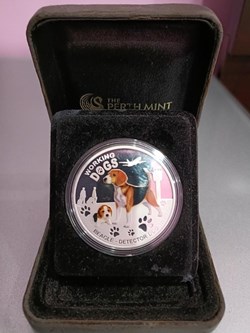 THE
PERTH MINT
WORKING
DOGS
BEAGLE - DETECTOR